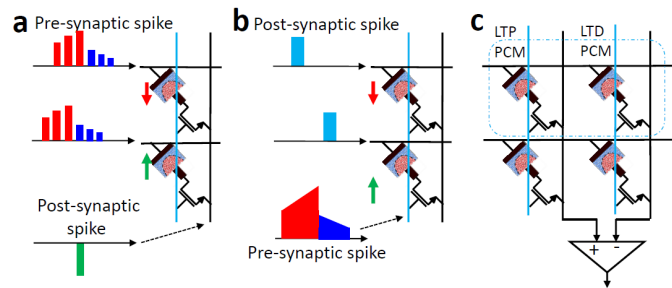 a
Pre-synaptic spike
Post-synaptic
spike
b
Post-synaptic spike
Pre-synaptic spike
c
LTP
PCM
LTD
PCM
+
-